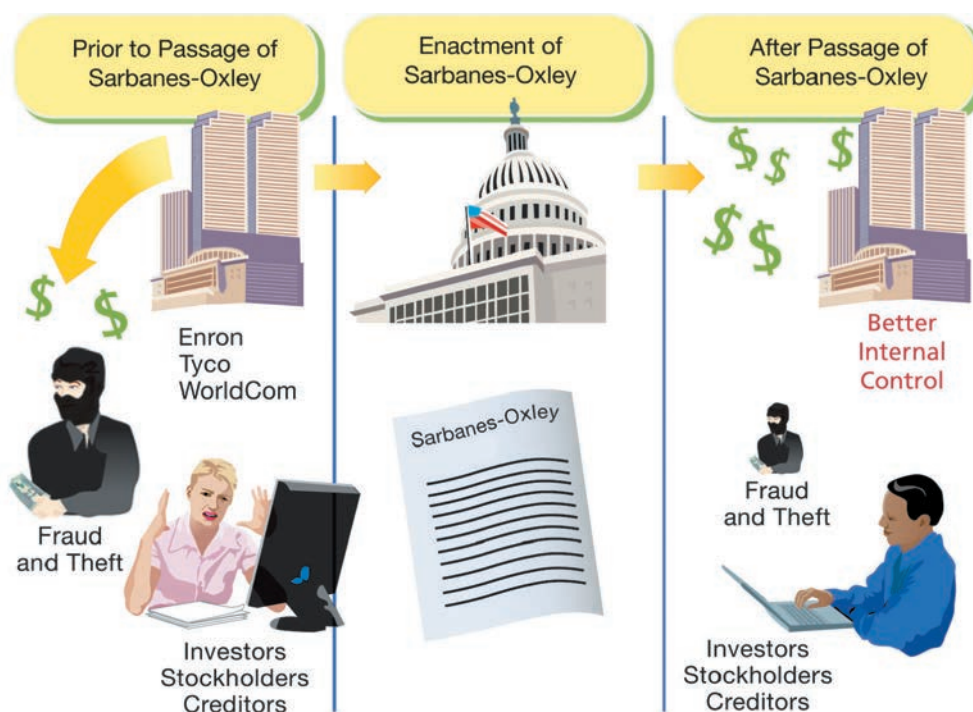 Prior to Passage of
Sarbanes-Oxley
Enactment of
Sarbanes-Oxley
After Passage of
Sarbanes-Oxley
Enron
Tyco
WorldCom
Fraud
and Theft
Investors
Stockholders
Creditors
Sarbanes-Oxley
Better
Internal
Control
Fraud
and Theft
Investors
Stockholders
Creditors